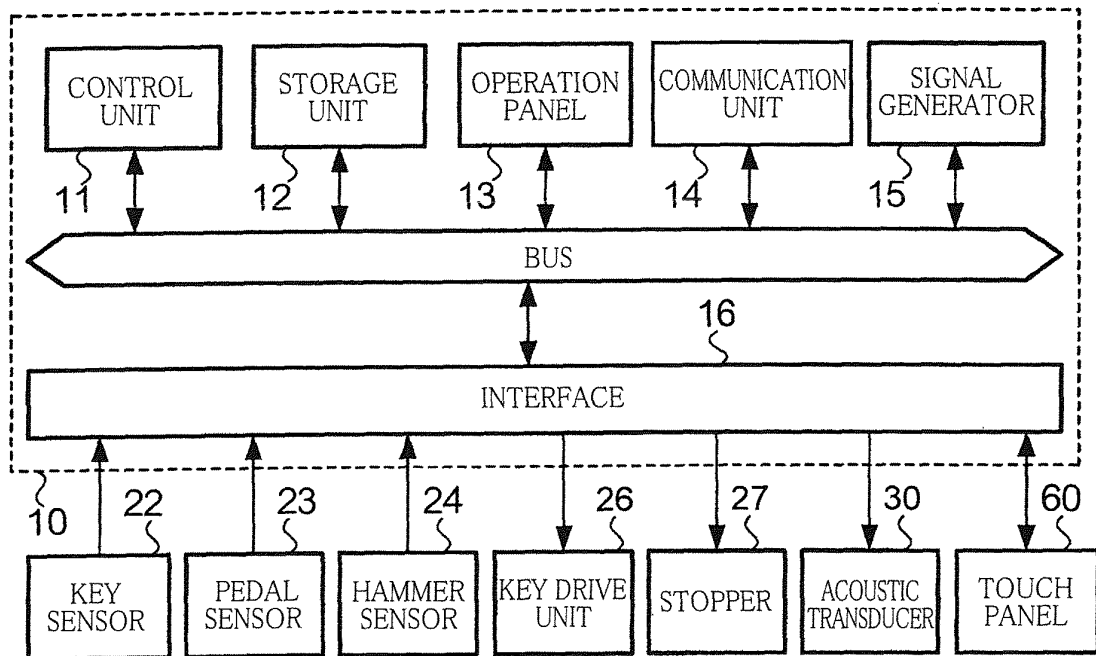 CONTROL
UNIT
STORAGE
UNIT
OPERATION
PANEL
COMMUNICATION
UNIT
SIGNAL
GENERATOR
11
12
13
14
15
BUS
16
INTERFACE
10
22
23
24
26
27
30
60
KEY
SENSOR
PEDAL
SENSOR
HAMMER
SENSOR
KEY DRIVE
UNIT
STOPPER
ACOUSTIC
TRANSDUCER
TOUCH
PANEL